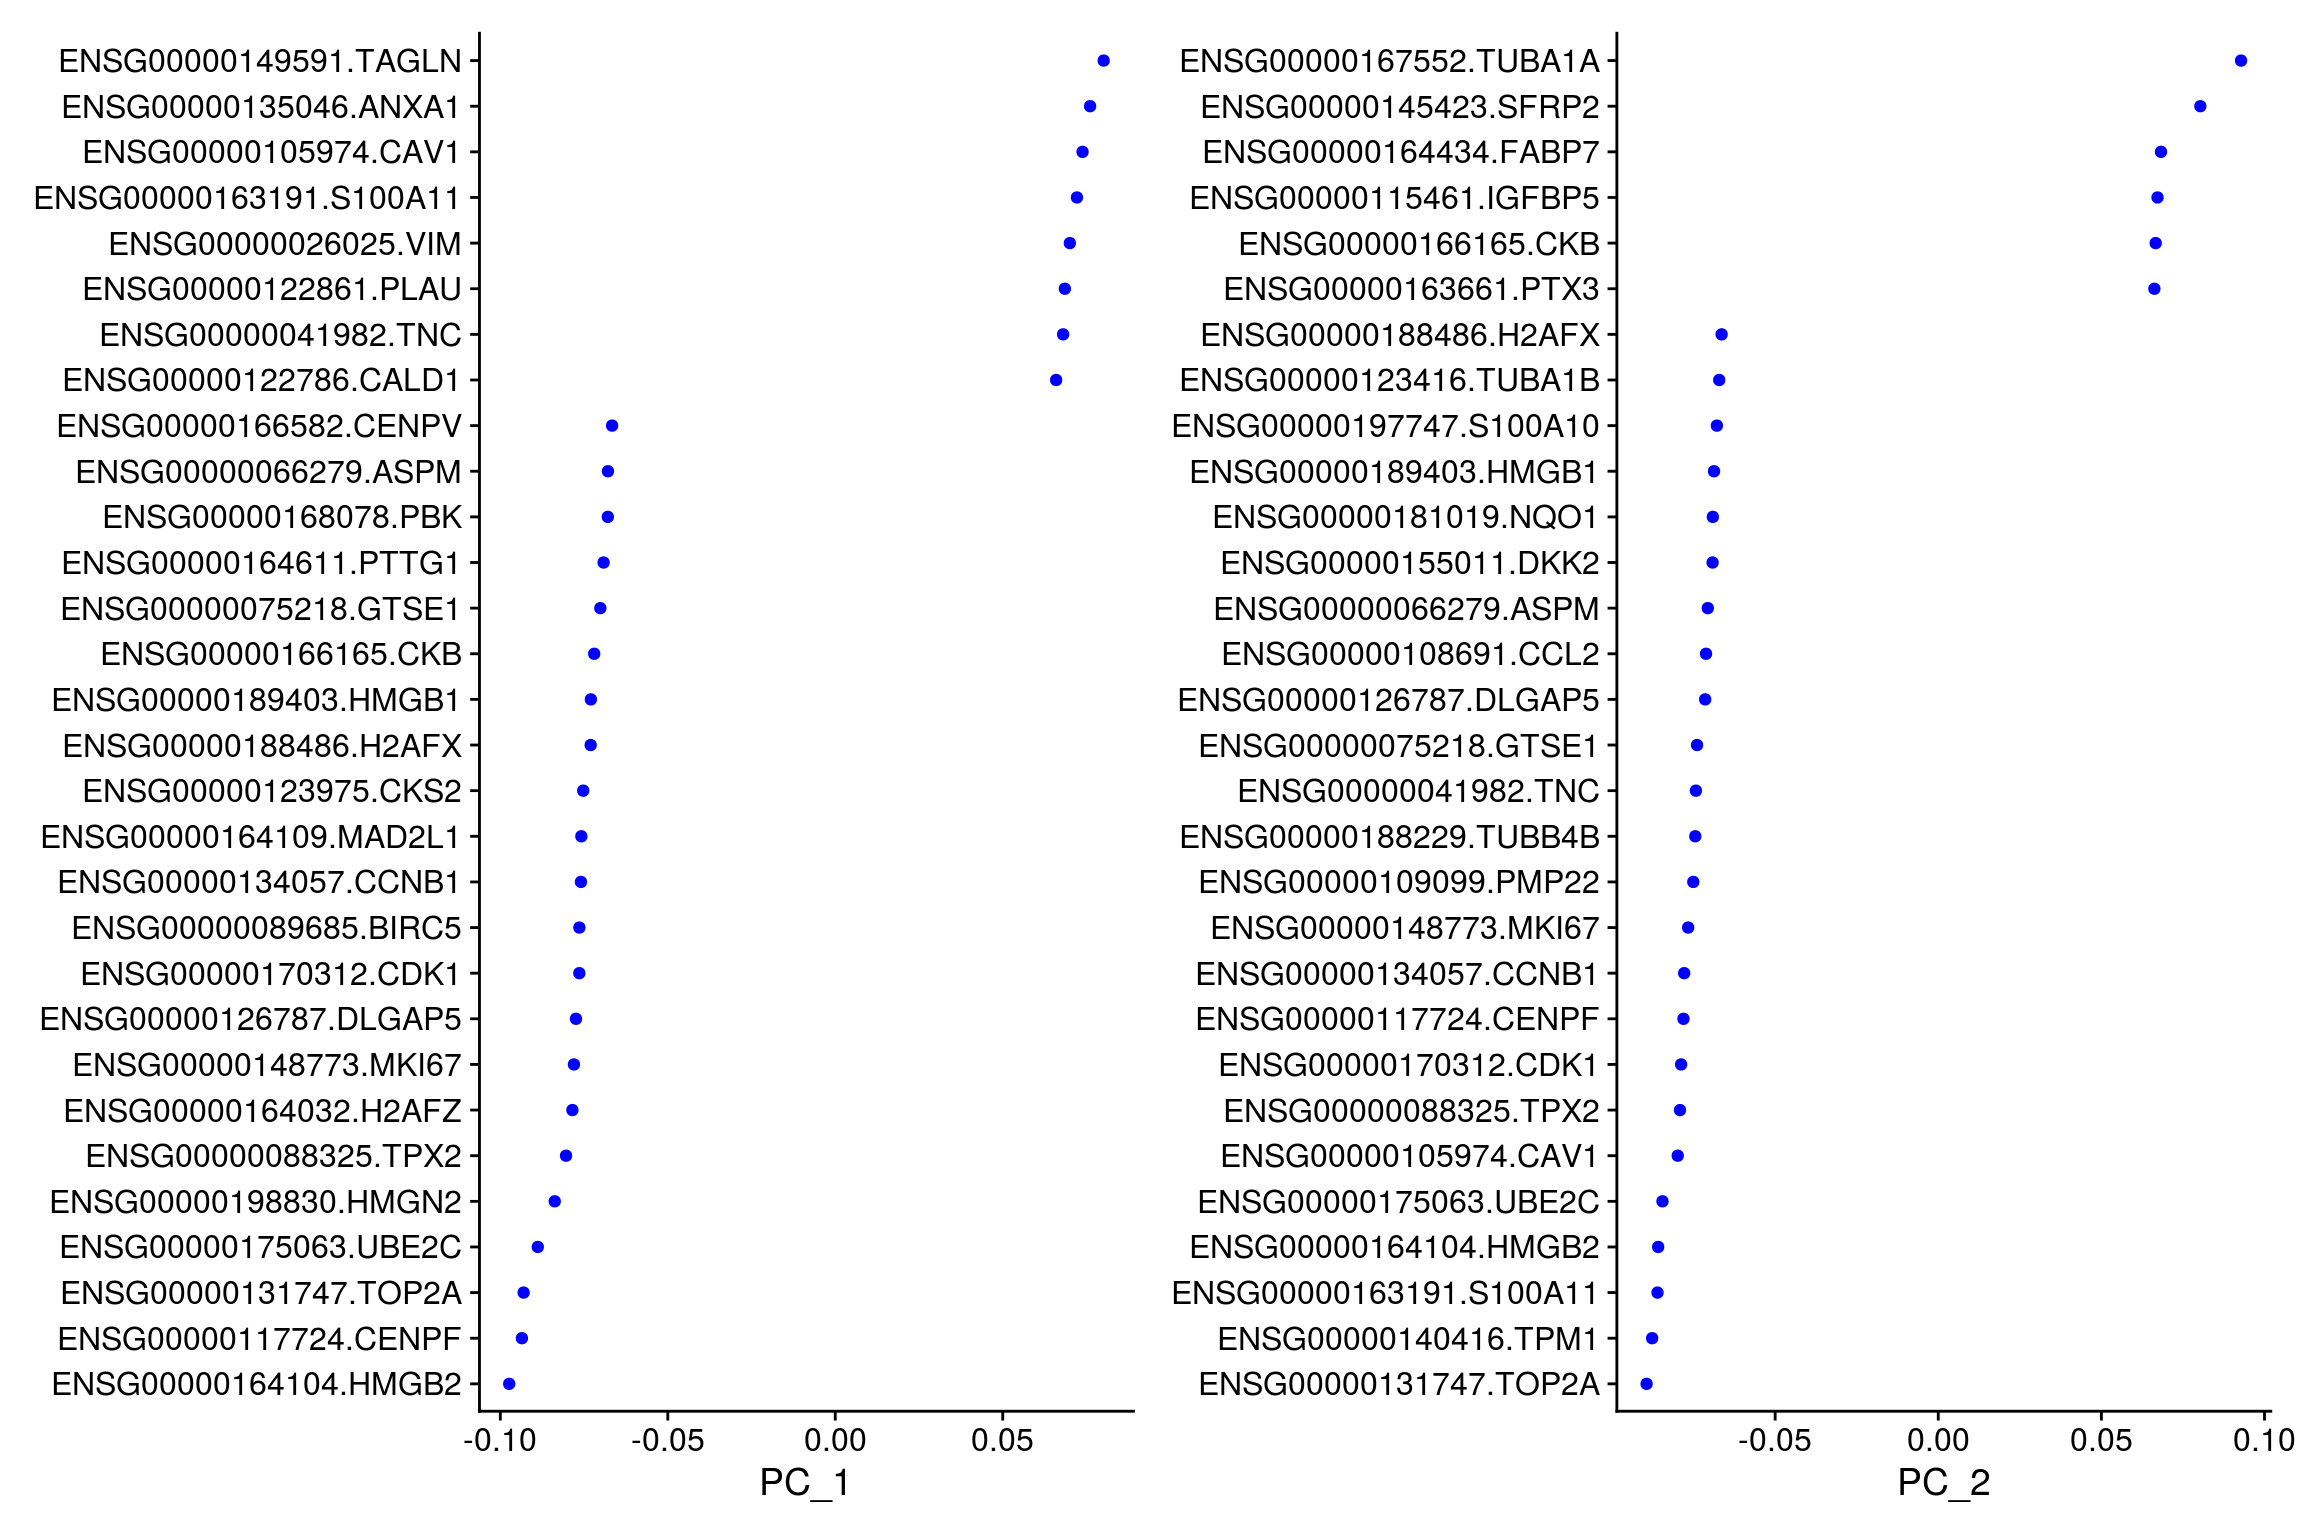 ENSG00000149591.TAGLN
ENSG00000135046.ANXA1
ENSG00000105974.CAV1
ENSG00000163191.S100A11
ENSG00000026025.VIM
ENSG00000122861.PLAU
ENSG00000041982.TNC
ENSG00000122786.CALD1
ENSG00000166582.CENPV
ENSG00000066279.ASPM
ENSG00000168078.PBK
ENSG00000164611.PTTG1
ENSG00000075218.GTSE1
ENSG00000166165.CKB
ENSG00000189403.HMGB1
ENSG00000188486.H2AFX
ENSG00000123975.CKS2
ENSG00000164109.MAD2L1
ENSG00000134057.CCNB1
ENSG00000089685.BIRC5
ENSG00000170312.CDK1
ENSG00000126787.DLGAP5
ENSG00000148773.MKI67
ENSG00000164032.H2AFZ
ENSG00000088325.TPX2
ENSG00000198830.HMGN2
ENSG00000175063.UBE2C
ENSG00000131747.TOP2A
ENSG00000117724.CENPF
ENSG00000164104.HMGB2
-0.10 -0.05 0.00 0.05
PC_1
ENSG00000167552.TUBA1A
ENSG00000145423.SFRP2
ENSG00000164434.FABP7
ENSG00000115461.IGFBP5
ENSG00000166165.CKB
ENSG00000163661.PTX3
ENSG00000188486.H2AFX
ENSG00000123416.TUBA1B
ENSG00000197747.S100A10
ENSG00000189403.HMGB1
ENSG00000181019.NQO1
ENSG00000155011.DKK2
ENSG00000066279.ASPM
ENSG00000108691.CCL2
ENSG00000126787.DLGAP5
ENSG00000075218.GTSE1
ENSG00000041982.TNC
ENSG00000188229.TUBB4B
ENSG00000109099.PMP22
ENSG00000148773.MKI67
ENSG00000134057.CCNB1
ENSG00000117724.CENPF
ENSG00000170312.CDK1
ENSG00000088325.TPX2
ENSG00000105974.CAV1
ENSG00000175063.UBE2C
ENSG00000164104.HMGB2
ENSG00000163191.S100A11
ENSG00000140416.TPM1
ENSG00000131747.TOP2A
-0.05 0.00 0.05 0.10
PC_2